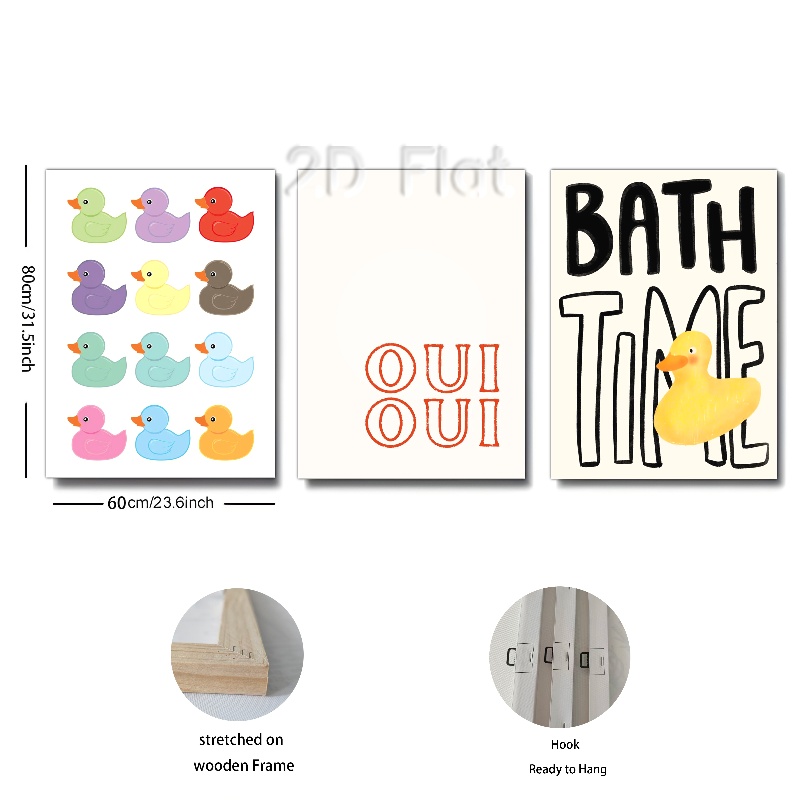 2D Flat
80cm/31.5inch
OUI
OUI
BATH
TIME
60cm/23.6inch
stretched on
wooden Frame
Hook
Ready to Hang